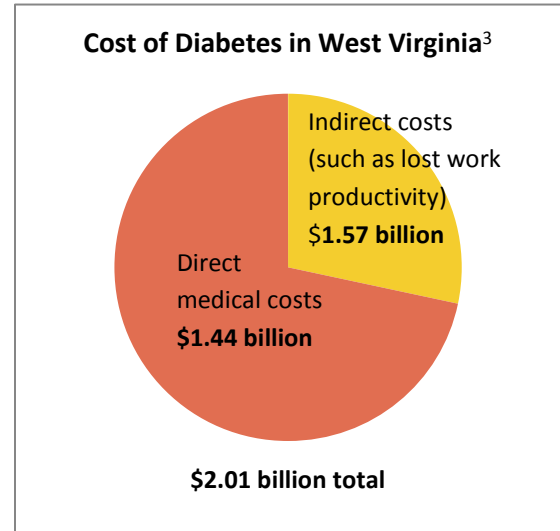 Cost of Diabetes in West Virginia³
Indirect costs
(such as lost work
productivity)
$1.57 billion
Direct
medical costs
$1.44 billion
$2.01 billion total